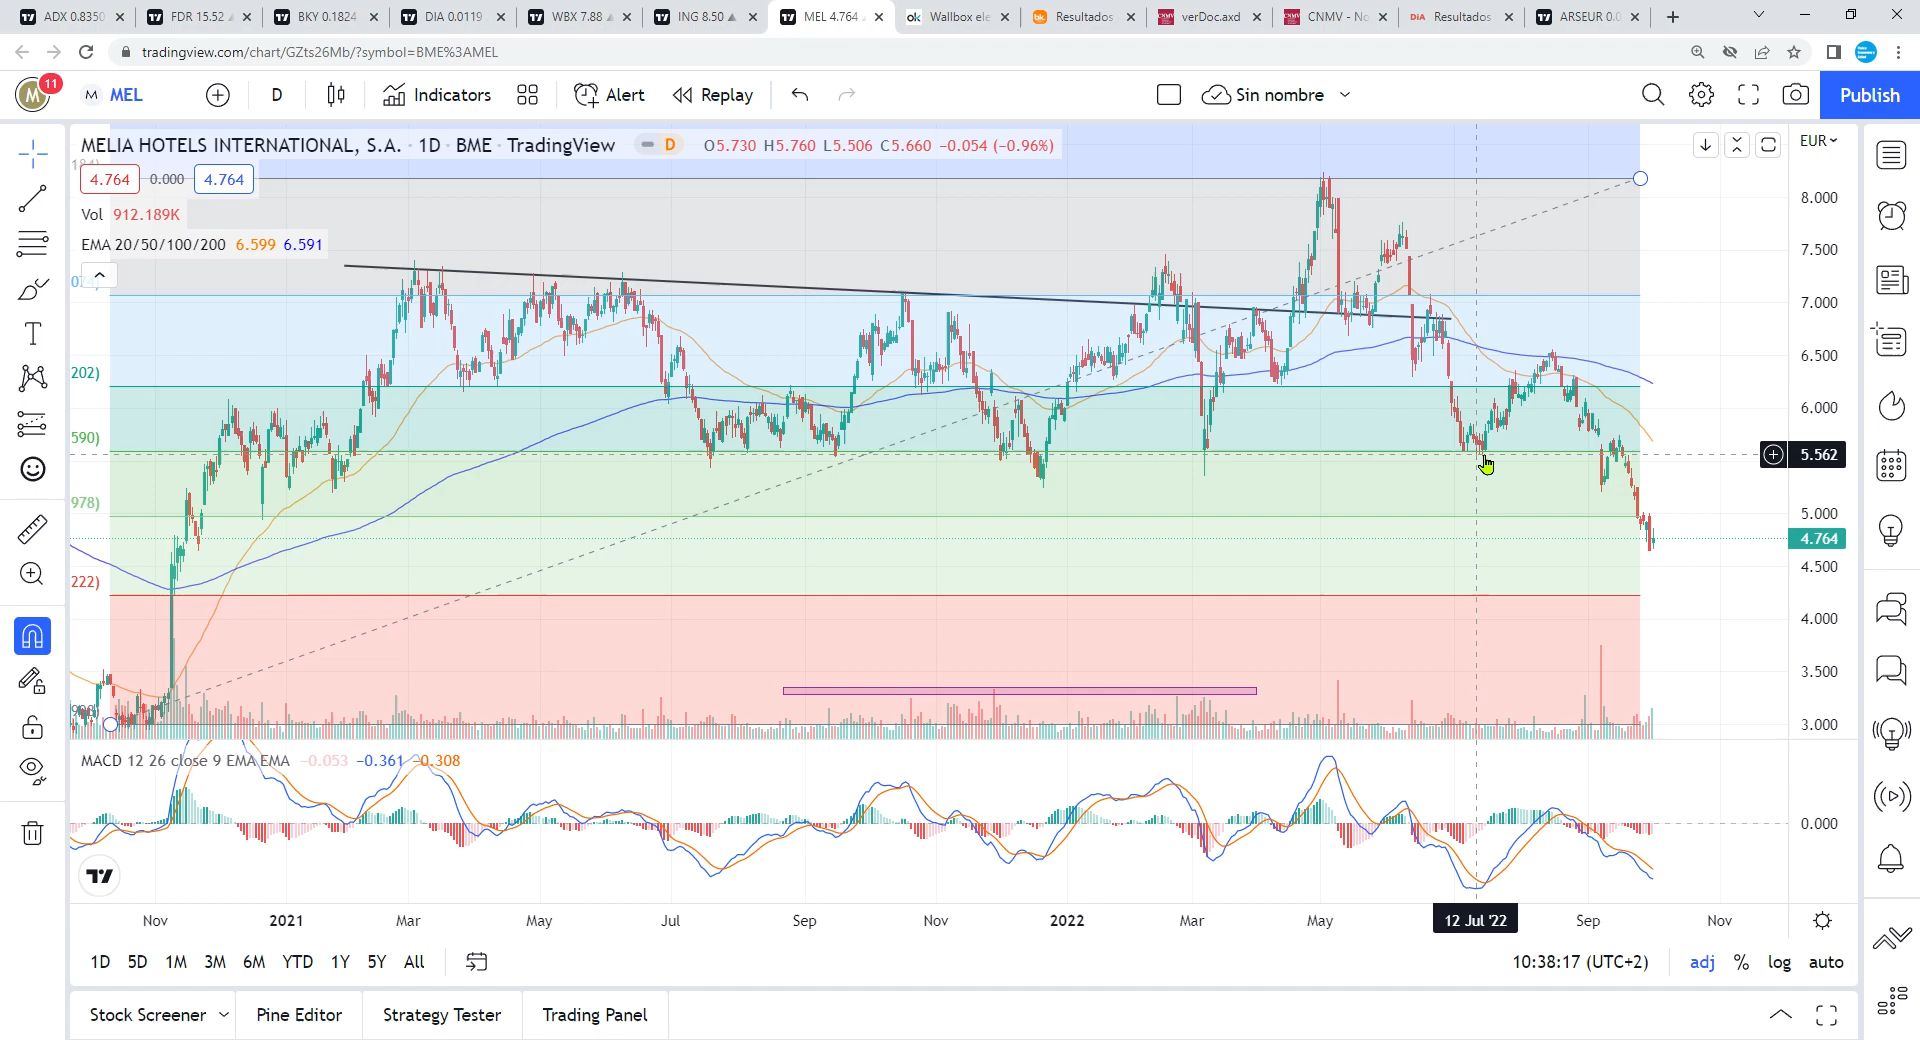 ADX 0.8350
FDR 15.52
BKY 0.1824
DIA 0.0119
WBX 7.88
ING 8.50
MEL 4.764
ok Wallbox ele
bk. Resultados
CNMV verDoc.axd
CNMV CNMV - No
DIA Resultados
ARSEUR 0.0
tradingview.com/chart/GZts26Mb/?symbol=BME%3AMEL
M 11
M MEL
D
Indicators
Alert
Replay
Sin nombre
Publish
MELIA HOTELS INTERNATIONAL, S.A. · 1D · BME · TradingView
D
O5.730 H5.760 L5.506 C5.660 −0.054 (−0.96%)
EUR
184)
4.764 0.000 4.764
8.000
Vol 912.189K
EMA 20/50/100/200 6.599 6.591
7.500
074)
7.000
6.500
202)
6.000
590)
5.562
978)
5.000
4.764
4.500
222)
4.000
3.500
3.000
MACD 12 26 close 9 EMA EMA −0.053 −0.361 −0.308
0.000
Nov 2021 Mar May Jul Sep Nov 2022 Mar May 12 Jul '22 Sep Nov
1D 5D 1M 3M 6M YTD 1Y 5Y All
10:38:17 (UTC+2) adj % log auto
Stock Screener Pine Editor Strategy Tester Trading Panel